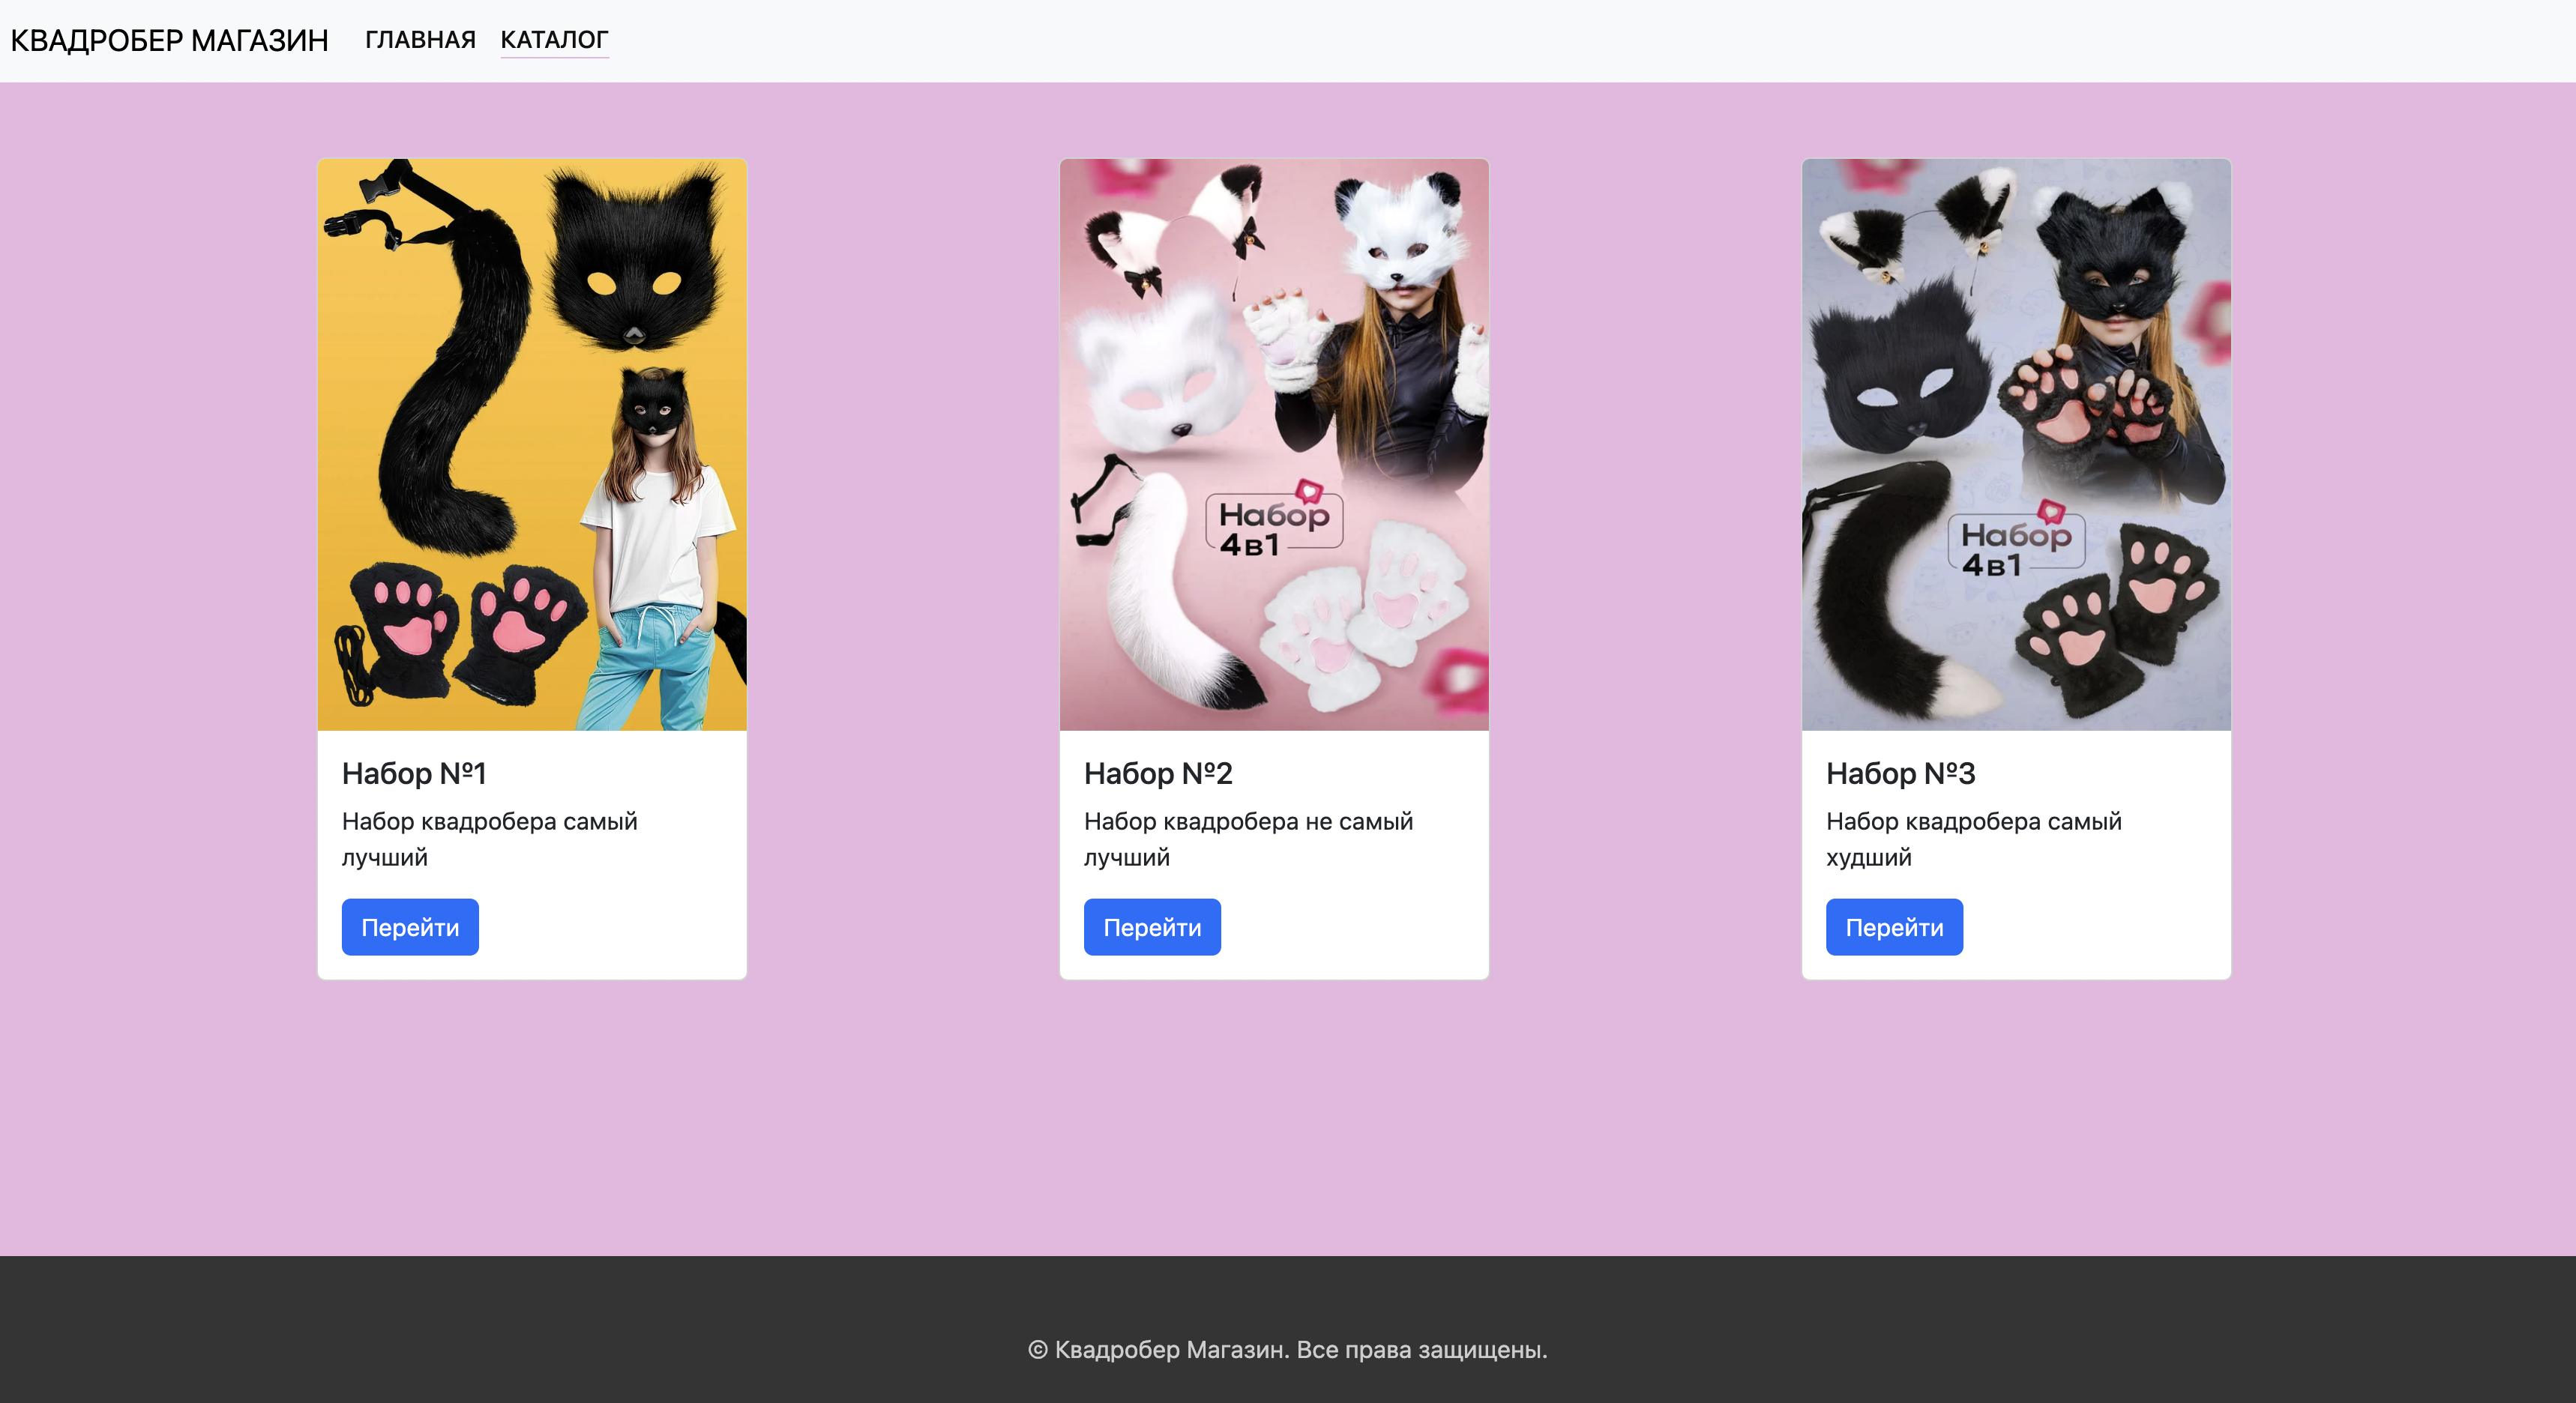 КВАДРОБЕР МАГАЗИН ГЛАВНАЯ КАТАЛОГ
Набор
4в1
Набор
4в1
Набор №1
Набор квадробера самый
лучший
Перейти
Набор №2
Набор квадробера не самый
лучший
Перейти
Набор №3
Набор квадробера самый
худший
Перейти
© Квадробер Магазин. Все права защищены.